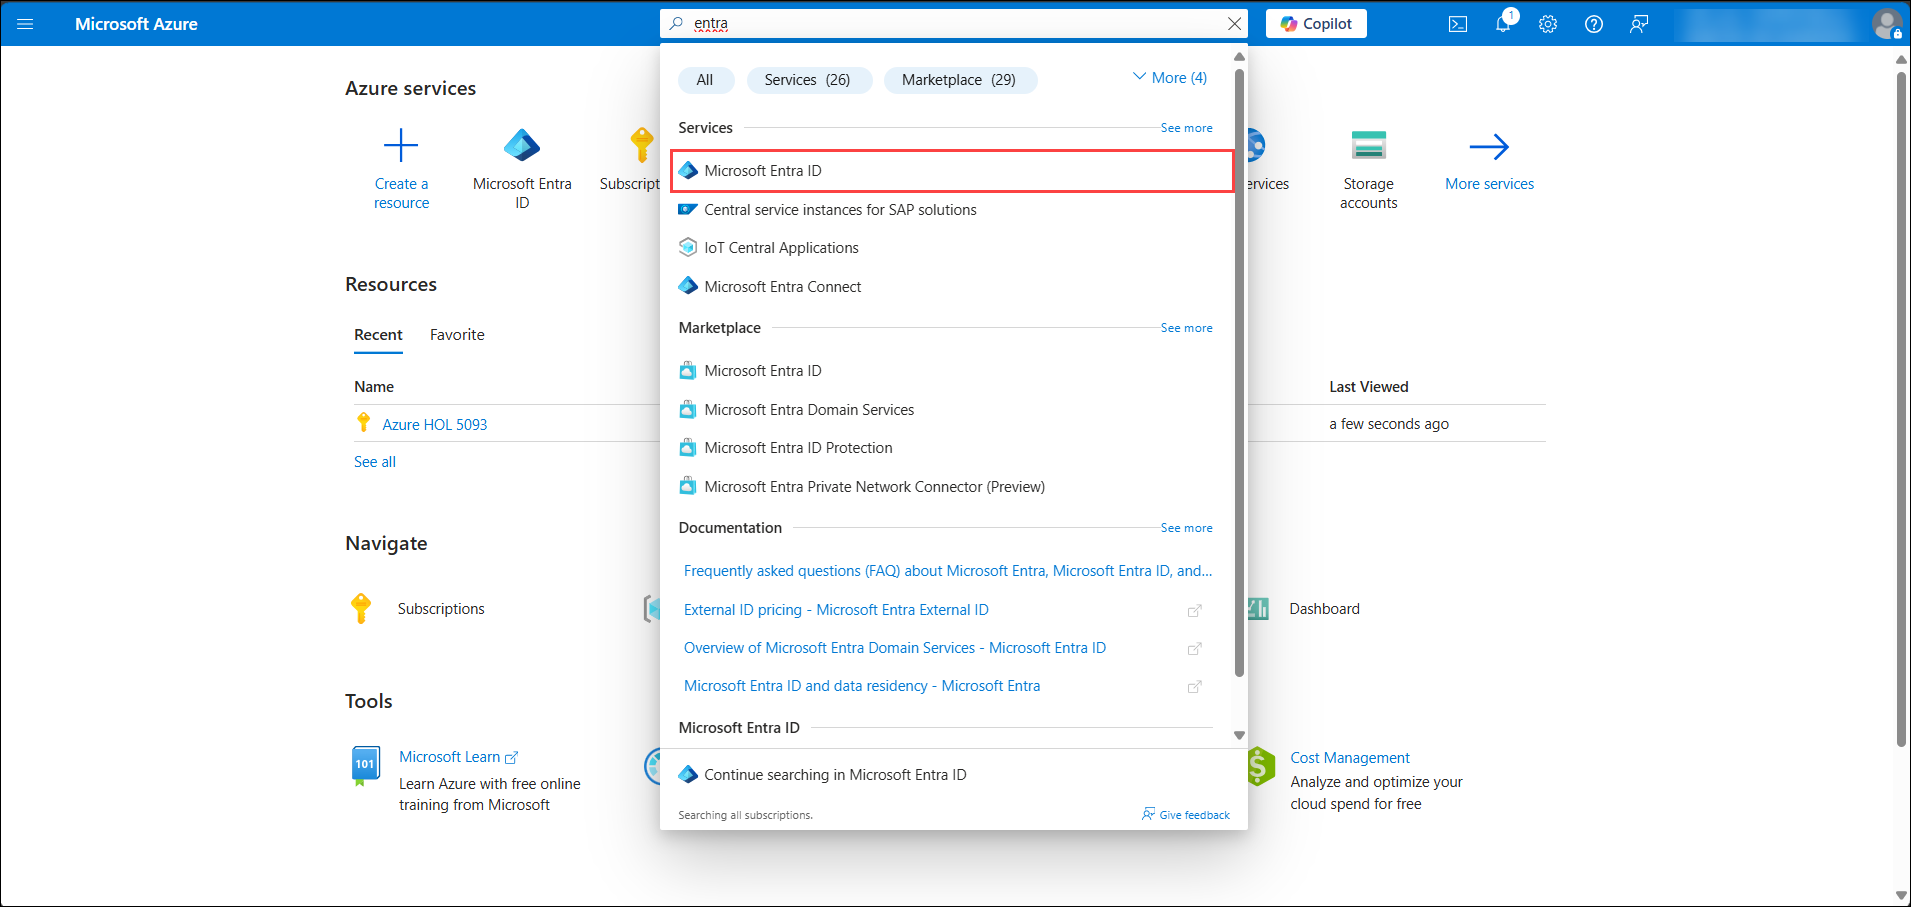 Microsoft Azure
entra
Copilot
1
All
Services (26)
Marketplace (29)
More (4)
Azure services
Create a
resource
Microsoft Entra
ID
Subscript
ervices
Storage
accounts
More services
Services
See more
Microsoft Entra ID
Central service instances for SAP solutions
IoT Central Applications
Microsoft Entra Connect
Marketplace
See more
Microsoft Entra ID
Microsoft Entra Domain Services
Microsoft Entra ID Protection
Microsoft Entra Private Network Connector (Preview)
Documentation
See more
Frequently asked questions (FAQ) about Microsoft Entra, Microsoft Entra ID, and...
External ID pricing - Microsoft Entra External ID
Overview of Microsoft Entra Domain Services - Microsoft Entra ID
Microsoft Entra ID and data residency - Microsoft Entra
Microsoft Entra ID
Continue searching in Microsoft Entra ID
Searching all subscriptions.
Give feedback
Resources
Recent
Favorite
Name
Last Viewed
Azure HOL 5093
a few seconds ago
See all
Navigate
Subscriptions
Dashboard
Tools
101
Microsoft Learn
Learn Azure with free online
training from Microsoft
Cost Management
Analyze and optimize your
cloud spend for free